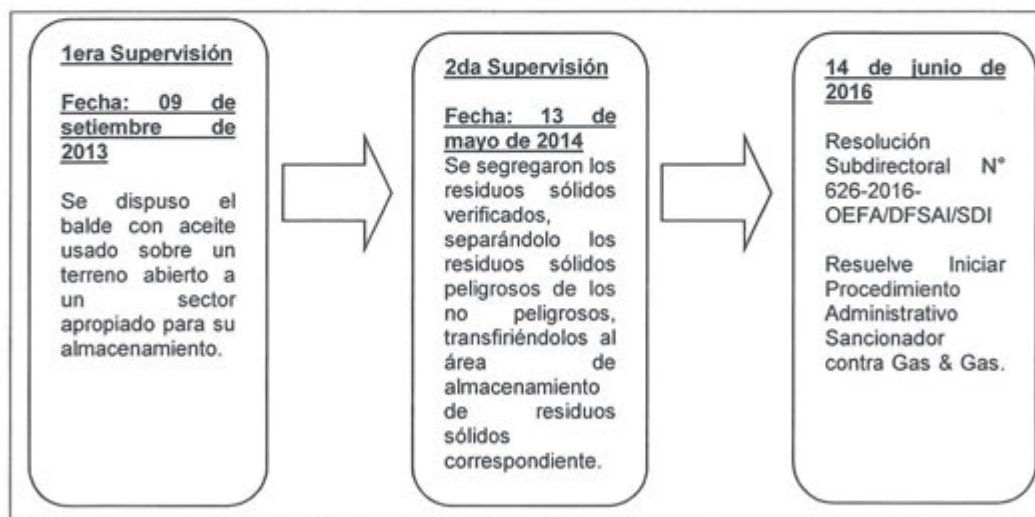 1era Supervisión
Fecha: 09 de
setiembre de
2013
Se dispuso el
balde con aceite
usado sobre un
terreno abierto a
un sector
apropiado para su
almacenamiento.
2da Supervisión
Fecha: 13 de
mayo de 2014
Se segregaron los
residuos sólidos
verificados,
separándolo los
residuos sólidos
peligrosos de los
no peligrosos,
transfiriéndolos al
área de
almacenamiento
de residuos
sólidos
correspondiente.
14 de junio de
2016
Resolución
Subdirectoral N°
626-2016-
OEFA/DFSAI/SDI
Resuelve Iniciar
Procedimiento
Administrativo
Sancionador
contra Gas & Gas.